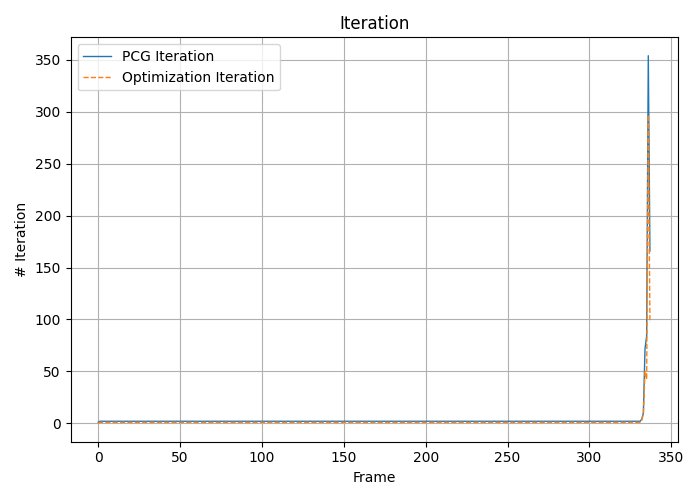 Iteration
PCG Iteration
Optimization Iteration
# Iteration
350
300
250
200
150
100
50
0
0 50 100 150 200 250 300 350
Frame